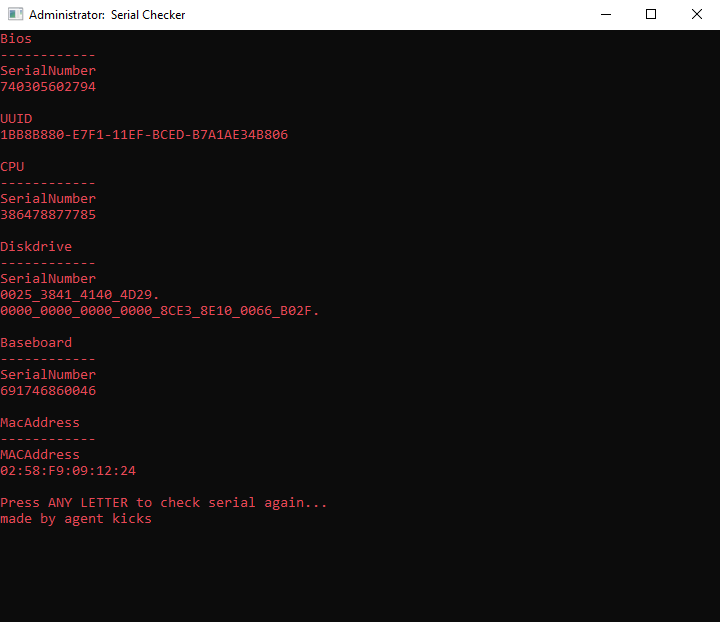 Administrator:  Serial Checker
Bios
------------
SerialNumber
740305602794
UUID
1BB8B880-E7F1-11EF-BCED-B7A1AE34B806
CPU
------------
SerialNumber
386478877785
Diskdrive
------------
SerialNumber
0025_3841_4140_4D29.
0000_0000_0000_0000_8CE3_8E10_0066_B02F.
Baseboard
------------
SerialNumber
691746860046
MacAddress
------------
MACAddress
02:58:F9:09:12:24
Press ANY LETTER to check serial again...
made by agent kicks